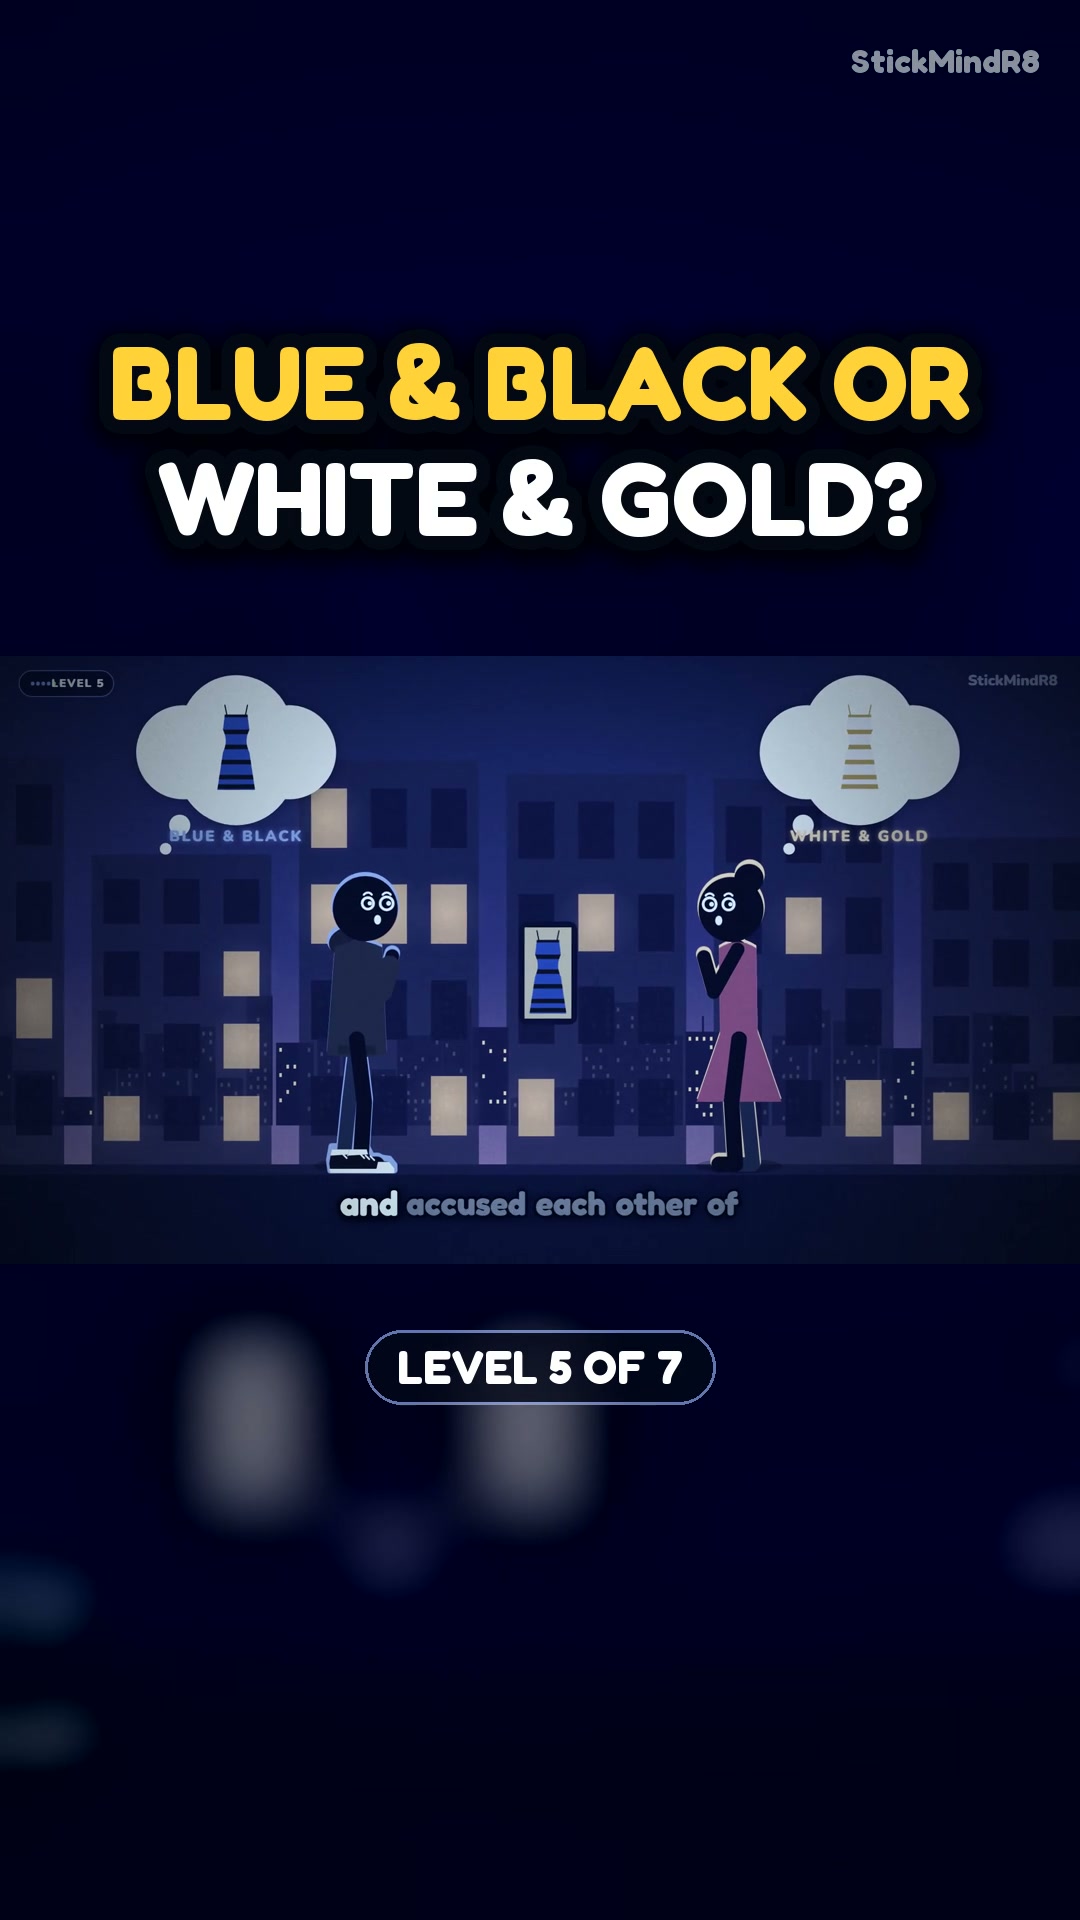 StickMindR8
BLUE & BLACK OR
WHITE & GOLD?
LEVEL 5
StickMindR8
BLUE & BLACK
WHITE & GOLD
and accused each other of
LEVEL 5 OF 7